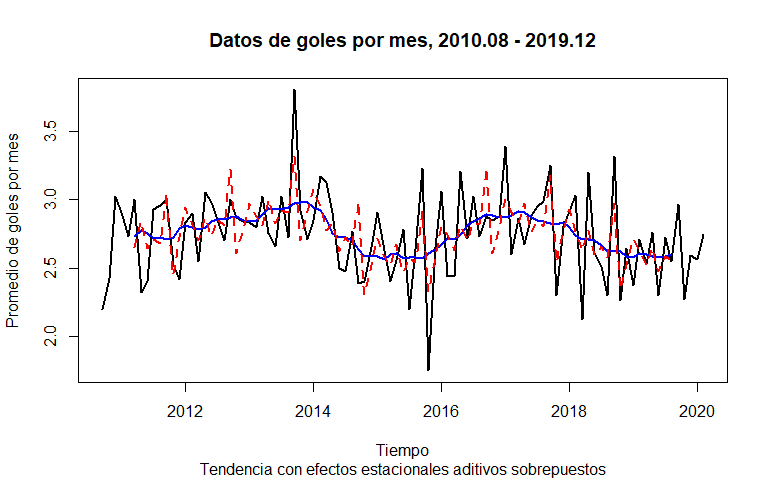 Datos de goles por mes, 2010.08 - 2019.12
Promedio de goles por mes
3.5
3.0
2.5
2.0
2012 2014 2016 2018 2020
Tiempo
Tendencia con efectos estacionales aditivos sobrepuestos